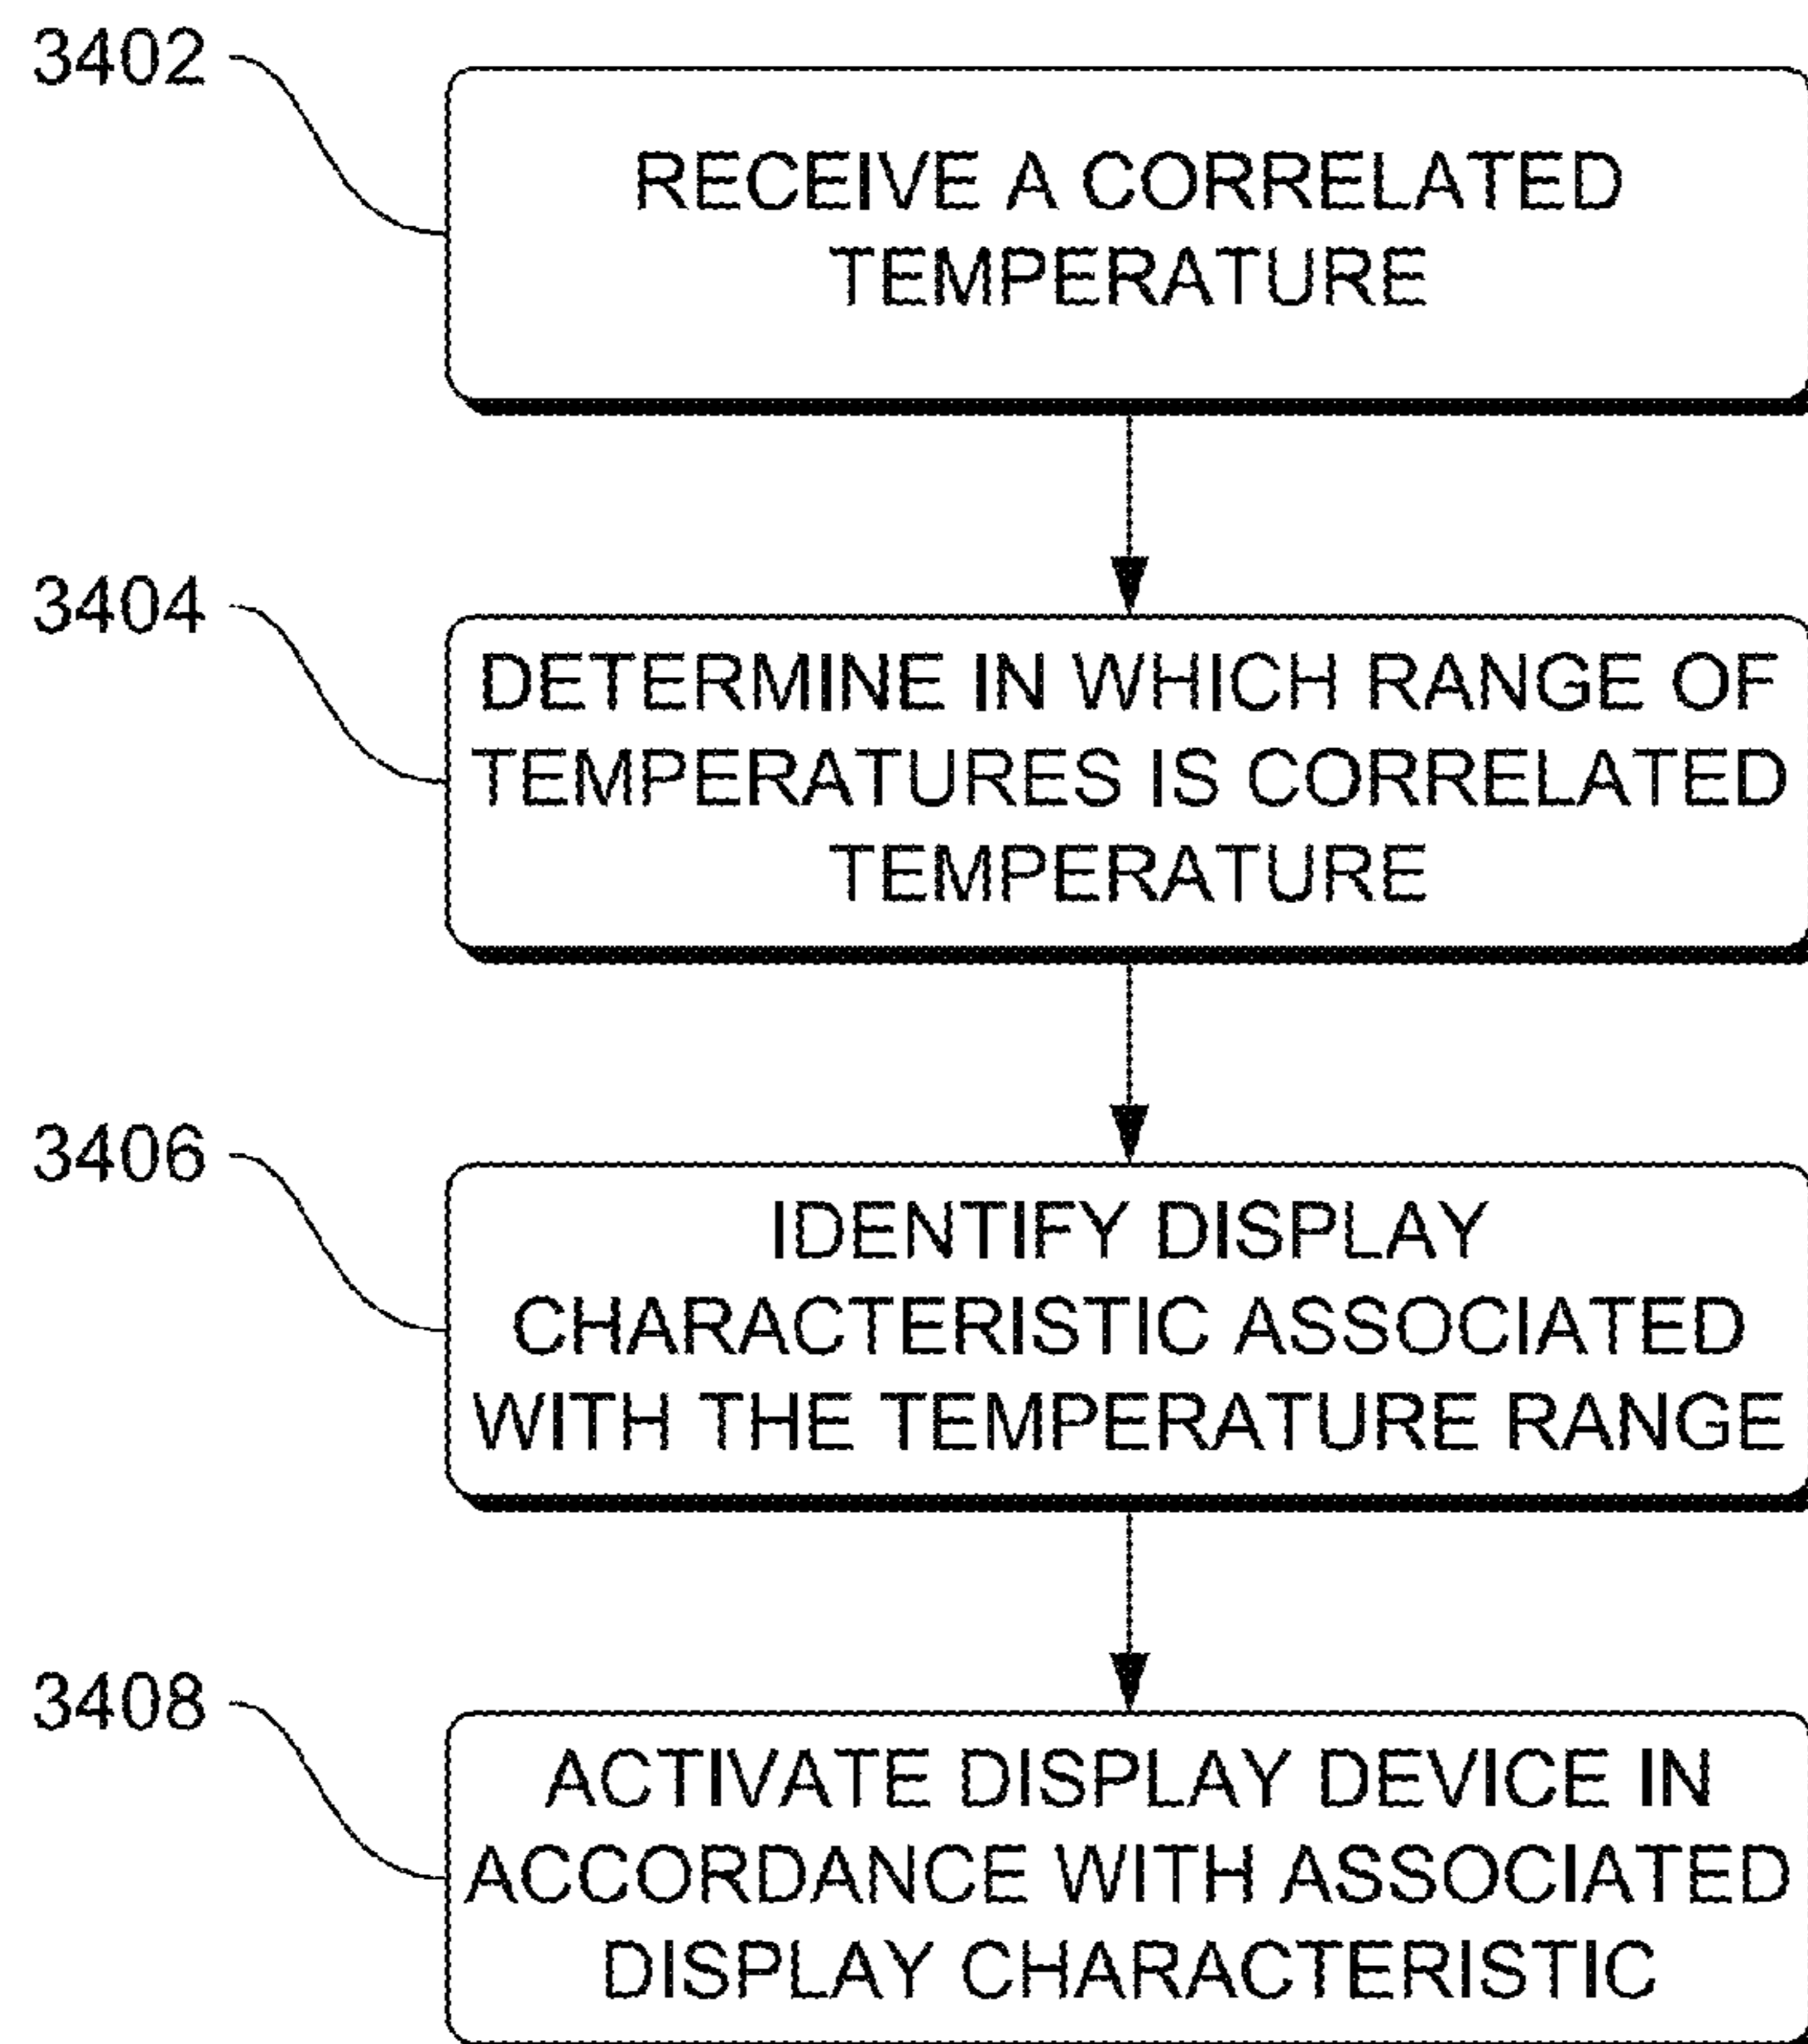 3402
RECEIVE A CORRELATED
TEMPERATURE
3404
DETERMINE IN WHICH RANGE OF
TEMPERATURES IS CORRELATED
TEMPERATURE
3406
IDENTIFY DISPLAY
CHARACTERISTIC ASSOCIATED
WITH THE TEMPERATURE RANGE
3408
ACTIVATE DISPLAY DEVICE IN
ACCORDANCE WITH ASSOCIATED
DISPLAY CHARACTERISTIC